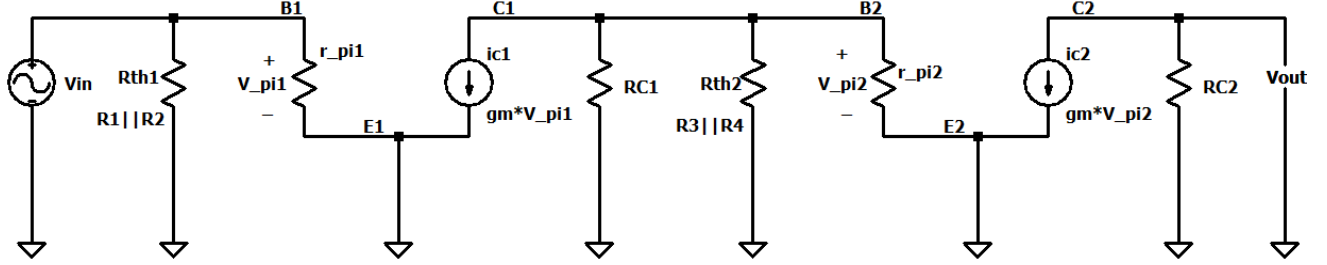 B1
C1
B2
C2
Vin
Rth1
R1||R2
+
V_pi1
–
r_pi1
E1
ic1
gm*V_pi1
RC1
Rth2
R3||R4
+
V_pi2
–
r_pi2
E2
ic2
gm*V_pi2
RC2
Vout